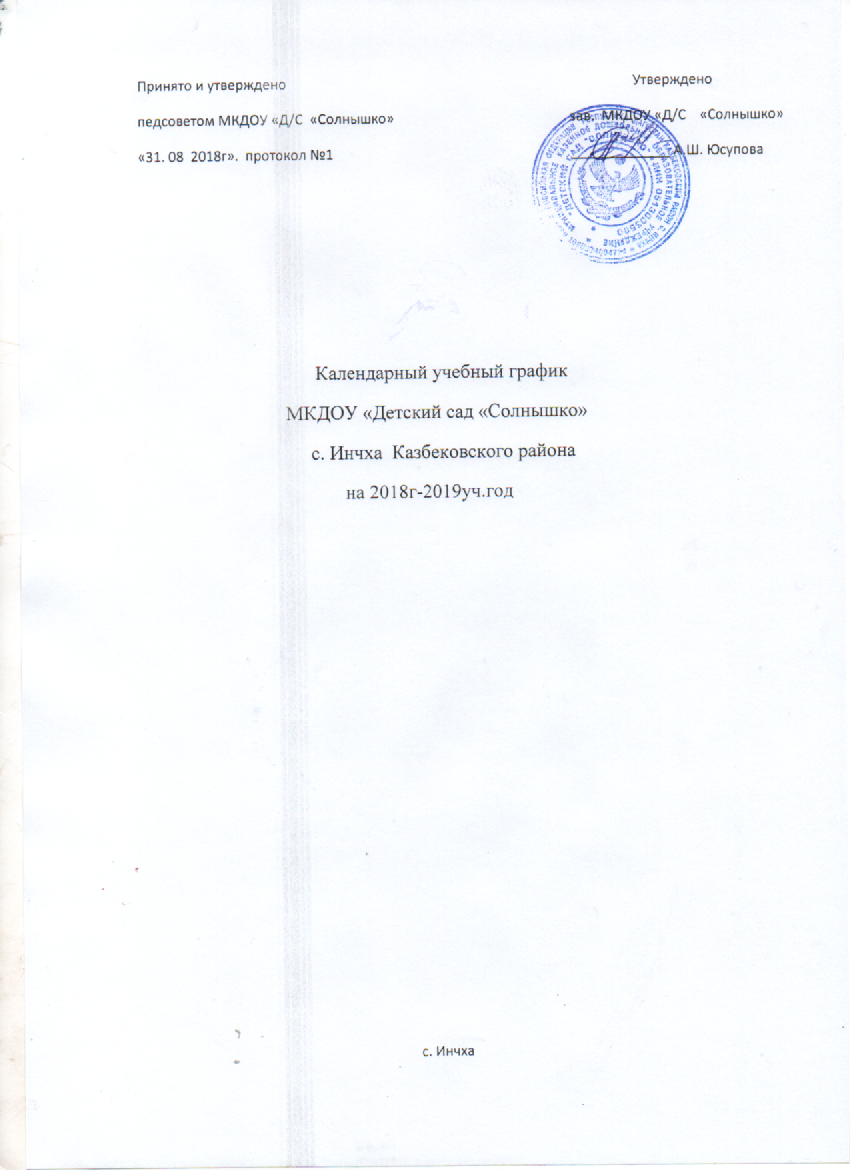 Принято и утверждено
педсоветом МКДОУ «Д/С «Солнышко»
«31. 08 2018г». протокол №1
Утверждено
зав. МКДОУ «Д/С «Солнышко»
А.Ш. Юсупова
Календарный учебный график
МКДОУ «Детский сад «Солнышко»
с. Инчха Казбековского района
на 2018г-2019уч.год
с. Инчха